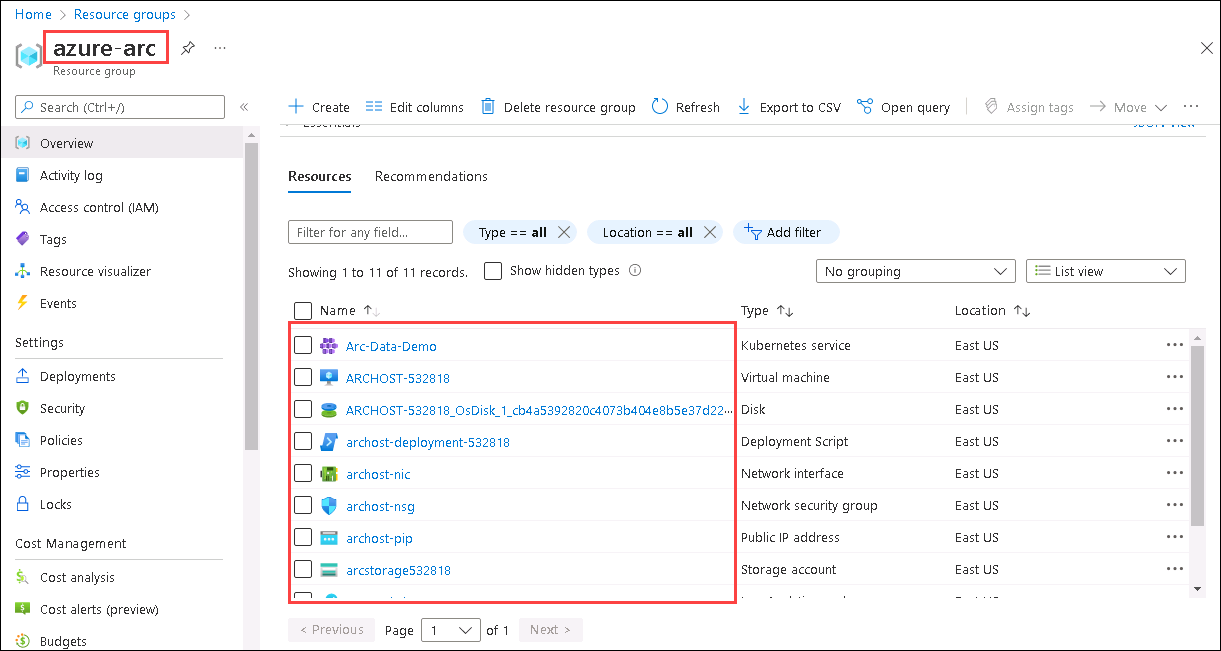 Home > Resource groups >
azure-arc
...
Resource group
Search (Ctrl+/)
«
Create
Edit columns
Delete resource group
Refresh
Export to CSV
Open query
Assign tags
Move
...
Overview
Activity log
Access control (IAM)
Tags
Resource visualizer
Events
Settings
Deployments
Security
Policies
Properties
Locks
Cost Management
Cost analysis
Cost alerts (preview)
Budgets
Essentials
JSON View
Resources
Recommendations
Filter for any field...
Type == all
Location == all
Add filter
Showing 1 to 11 of 11 records.
Show hidden types
No grouping
List view
Name ↑↓ Type ↑↓ Location ↑↓
Arc-Data-Demo Kubernetes service East US ...
ARCHOST-532818 Virtual machine East US ...
ARCHOST-532818_OsDisk_1_cb4a5392820c4073b404e8b5e37d22... Disk East US ...
archost-deployment-532818 Deployment Script East US ...
archost-nic Network interface East US ...
archost-nsg Network security group East US ...
archost-pip Public IP address East US ...
arcstorage532818 Storage account East US ...
< Previous Page 1 of 1 Next >